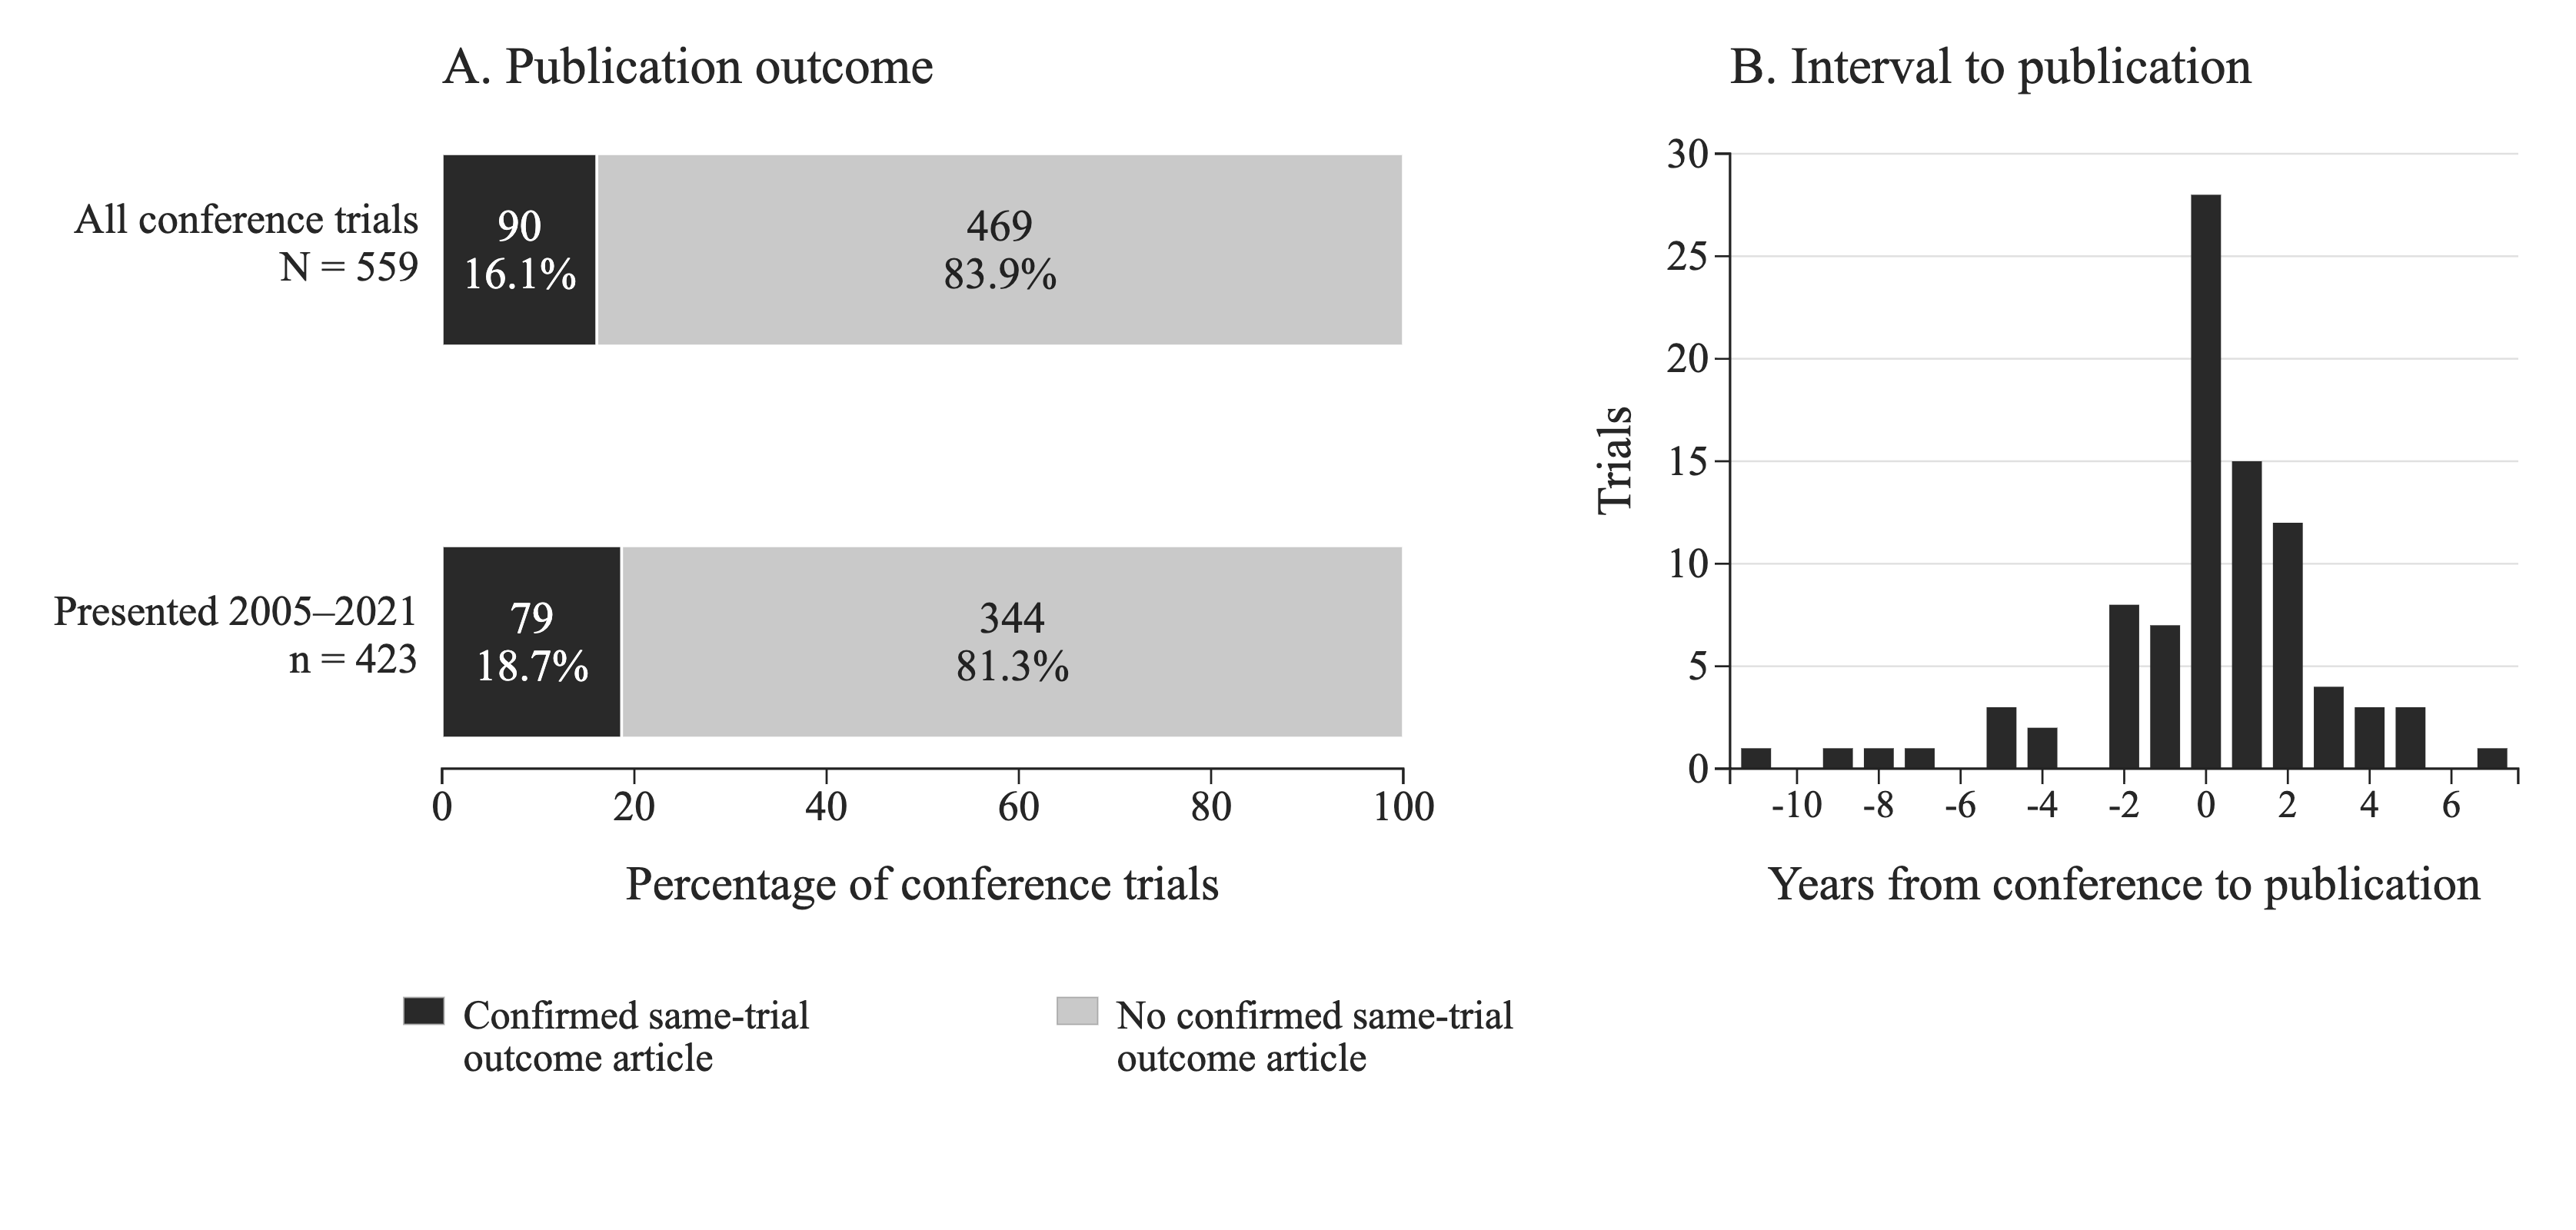 A. Publication outcome
All conference trials
N = 559
90
16.1%
469
83.9%
Presented 2005–2021
n = 423
79
18.7%
344
81.3%
0 20 40 60 80 100
Percentage of conference trials
Confirmed same-trial
outcome article
No confirmed same-trial
outcome article
B. Interval to publication
Trials
30
25
20
15
10
5
0
-10 -8 -6 -4 -2 0 2 4 6
Years from conference to publication